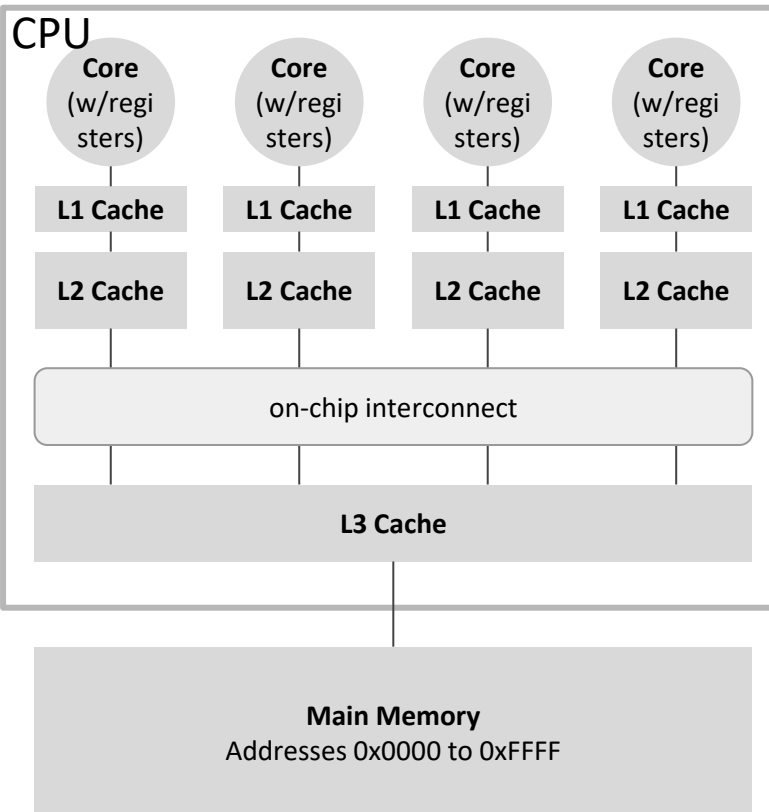 CPU
Core
(w/regi
sters)
Core
(w/regi
sters)
Core
(w/regi
sters)
Core
(w/regi
sters)
L1 Cache
L1 Cache
L1 Cache
L1 Cache
L2 Cache
L2 Cache
L2 Cache
L2 Cache
on-chip interconnect
L3 Cache
Main Memory
Addresses 0x0000 to 0xFFFF